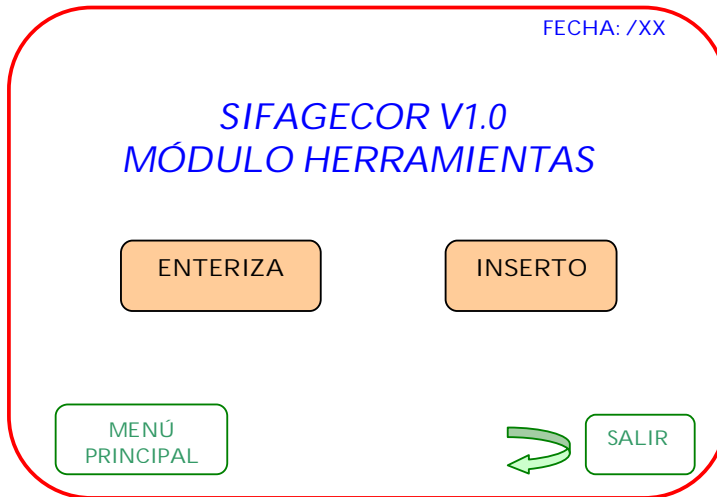 FECHA: /XX
SIFAGECOR V1.0
MÓDULO HERRAMIENTAS
ENTERIZA
INSERTO
MENÚ
PRINCIPAL
SALIR